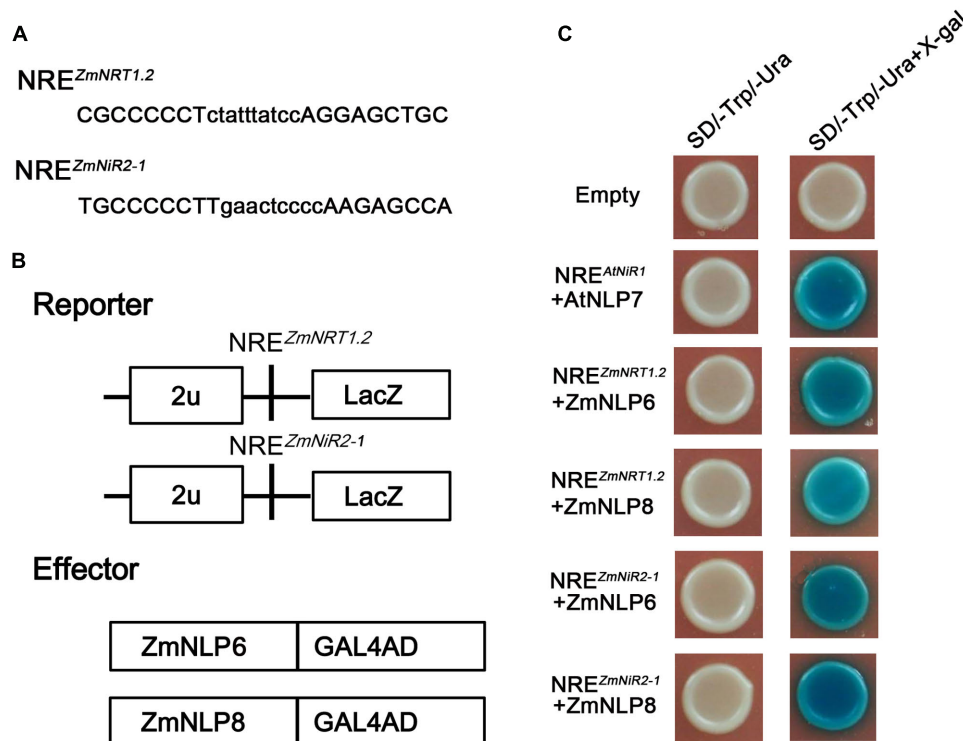 A
NRE ZmNRT1.2
CGCCCCCTctatttatccAGGAGCTGC
NRE ZmNiR2-1
TGCCCCCTTgaactccccAAGAGCCA
B
Reporter
NRE ZmNRT1.2
2u LacZ
NRE ZmNiR2-1
2u LacZ
Effector
ZmNLP6 GAL4AD
ZmNLP8 GAL4AD
C
SD/-Trp/-Ura
SD/-Trp/-Ura+X-gal
Empty
NRE AtNiR1
+AtNLP7
NRE ZmNRT1.2
+ZmNLP6
NRE ZmNRT1.2
+ZmNLP8
NRE ZmNiR2-1
+ZmNLP6
NRE ZmNiR2-1
+ZmNLP8